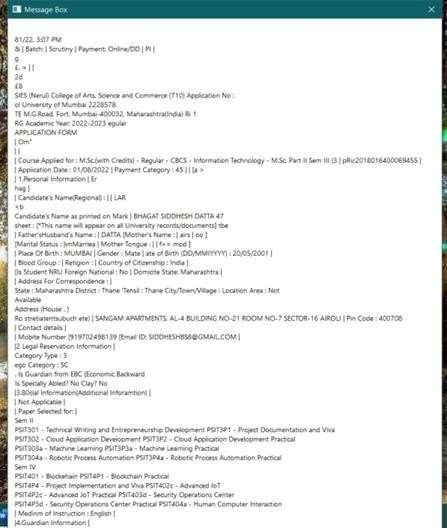 Message Box
81/22, 3:07 PM
& | Batch: | Scrutiny | Payment: Online/DD | PI |
g
£. = | |
2d
£8
SIES (Nerul) College of Arts, Science and Commerce (710) Application No :
ol University of Mumbai 2228578
TE M.G.Road, Fort, Mumbai-400032, Maharashtra(India) Ri 1
RG Academic Year: 2022-2023 egular
APPLICATION FORM
| Om"
| |
| Course Applied for : M.Sc.(with Credits) - Regular - CBCS - Information Technology - M.Sc. Part II Sem III (3 | pRv:2018016400069455 |
| Application Date : 01/08/2022 | Payment Category : 45 | | [a >
| 1.Personal Information | Er
hag |
| Candidate's Name(Regional) : | | LAR
<b
Candidate's Name as printed on Mark | BHAGAT SIDDHESH DATTA 47
sheet : [*This name will appear on all University records/documents] tbe
| Father'sHusband's Name : | DATTA [Mother's Name : | airs | oo ]
[Marital Status : |vnMarriea | Mother Tongue : | f«= mod ]
| Place Of Birth : MUMBAI | Gender : Mate | ate of Birth (DD/MM/YYYY) : 20/05/2001 |
| Blood Group : | Religion : | Country of Citizenship : India |
[Is Student NRU Foreign National : No | Domicile State: Maharashtra |
| Address For Correspondence : |
State : Maharashtra District : Thane Tehsil : Thane City/Town/Village : Location Area : Not
Available
Address (House . |
Ro stretiatentsubuch ete) | SANGAM APARTMENTS, AL-4 BUILDING NO-21 ROOM NO-7 SECTOR-16 AIROLI | Pin Code : 400708
| Contact details |
| Mobite Number [919702498139 [Email ID: SIDDHESHBS8@GMAIL.COM |
|2 Legal Reservation Information |
Category Type : 3
ego Category : SC
. Is Guardian from EBC (Economic Backward
Is Specially Abled? No Clay? No
|3.80oial Information(Additional Inforamtion) |
| Not Applicable |
|.Paper Selected for: |
Sem II
PSIT301 - Technical Writing and Entrepreneurship Development PSIT3P1 - Project Documentation and Viva
PSIT302 - Cloud Application Development PSIT3P2 - Cloud Application Development Practical
PSIT303a - Machine Learning PSIT3P3a - Machine Learning Practical
PSIT304a - Robotic Process Automation PSIT3P4a - Robotic Process Automation Practical
Sem IV
PSIT401 - Blockehain PSIT4P1 - Blockchain Practical
PSIT4P4 - Project Implementation and Viva PSIT402c - Advanced IoT
PSIT4P2c - Advanced IoT Practical PSIT403d - Security Operations Center
PSIT4P3d - Security Operations Center Practical PSIT404a - Human Computer Interaction
| Medinm of Instruction : English |
|4.Guardian Information |